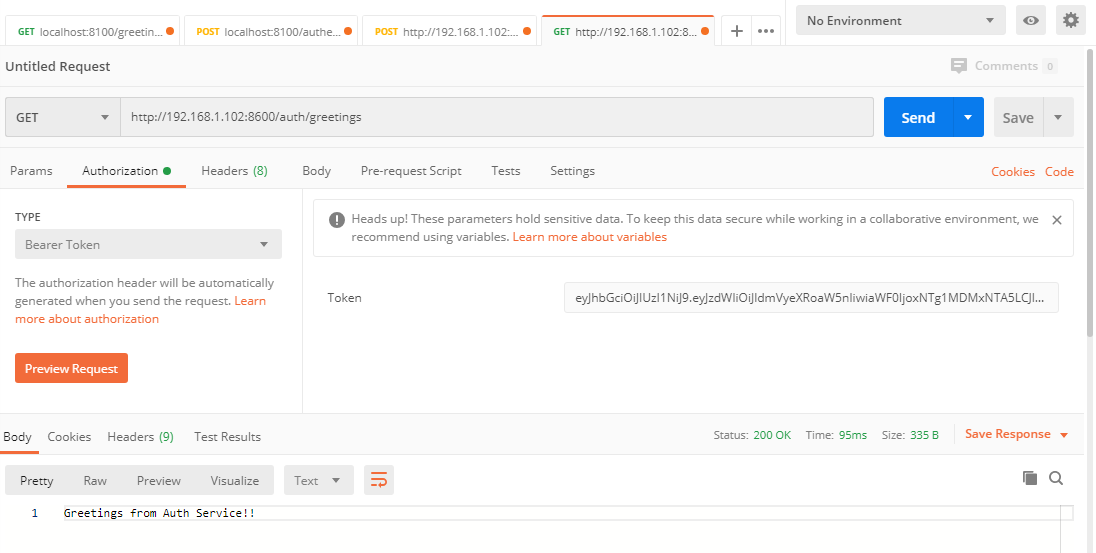 GET localhost:8100/greetin...
POST localhost:8100/authe...
POST http://192.168.1.102:...
GET http://192.168.1.102:8...
No Environment
Untitled Request
Comments 0
GET
http://192.168.1.102:8600/auth/greetings
Send
Save
Params
Authorization
Headers (8)
Body
Pre-request Script
Tests
Settings
Cookies
Code
TYPE
Bearer Token
The authorization header will be automatically
generated when you send the request. Learn
more about authorization
Preview Request
Heads up! These parameters hold sensitive data. To keep this data secure while working in a collaborative environment, we
recommend using variables. Learn more about variables
Token
eyJhbGciOiJIUzI1NiJ9.eyJzdWIiOiJldmVyeXRoaW5nIiwiaWF0IjoxNTg1MDMxNTA5LCJl...
Body
Cookies
Headers (9)
Test Results
Status: 200 OK
Time: 95ms
Size: 335 B
Save Response
Pretty
Raw
Preview
Visualize
Text
1 Greetings from Auth Service!!